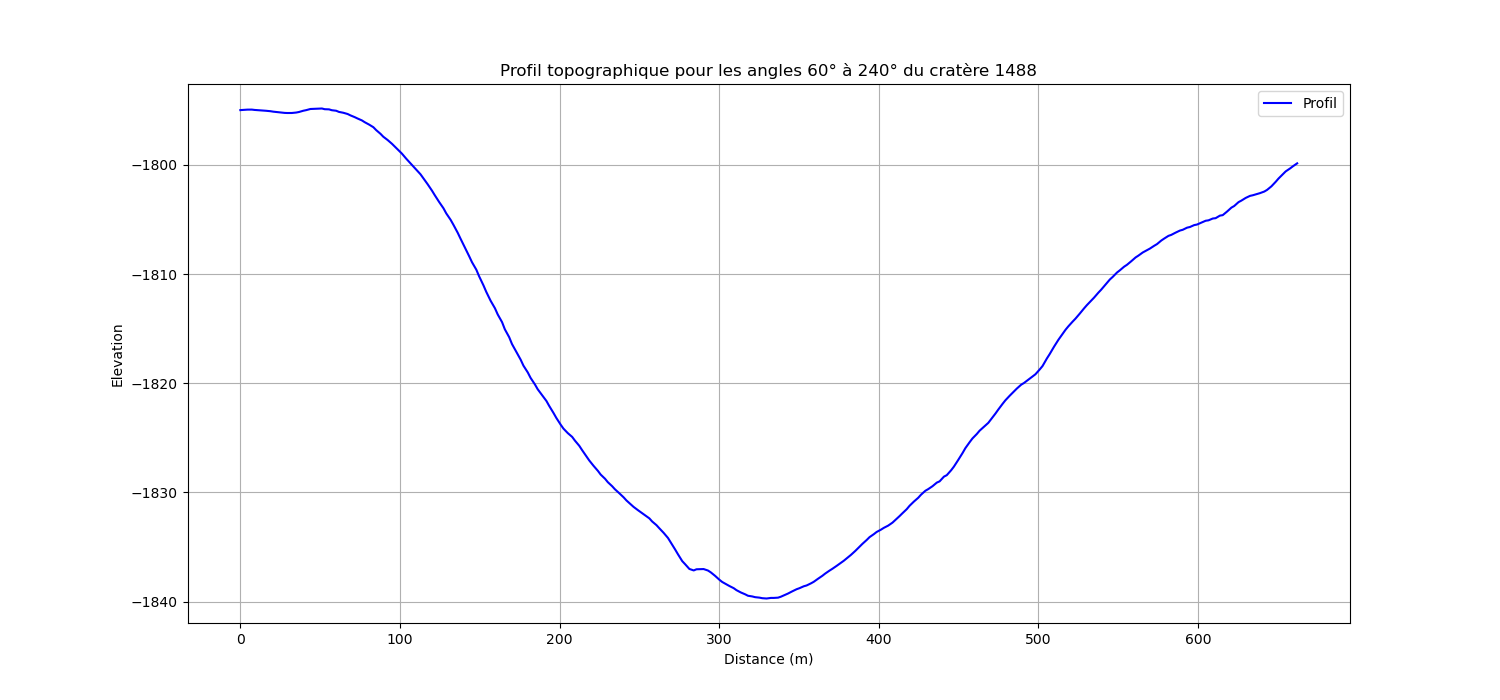 Profil topographique pour les angles 60° à 240° du cratère 1488
Profil
Elevation
−1800
−1810
−1820
−1830
−1840
0 100 200 300 400 500 600
Distance (m)